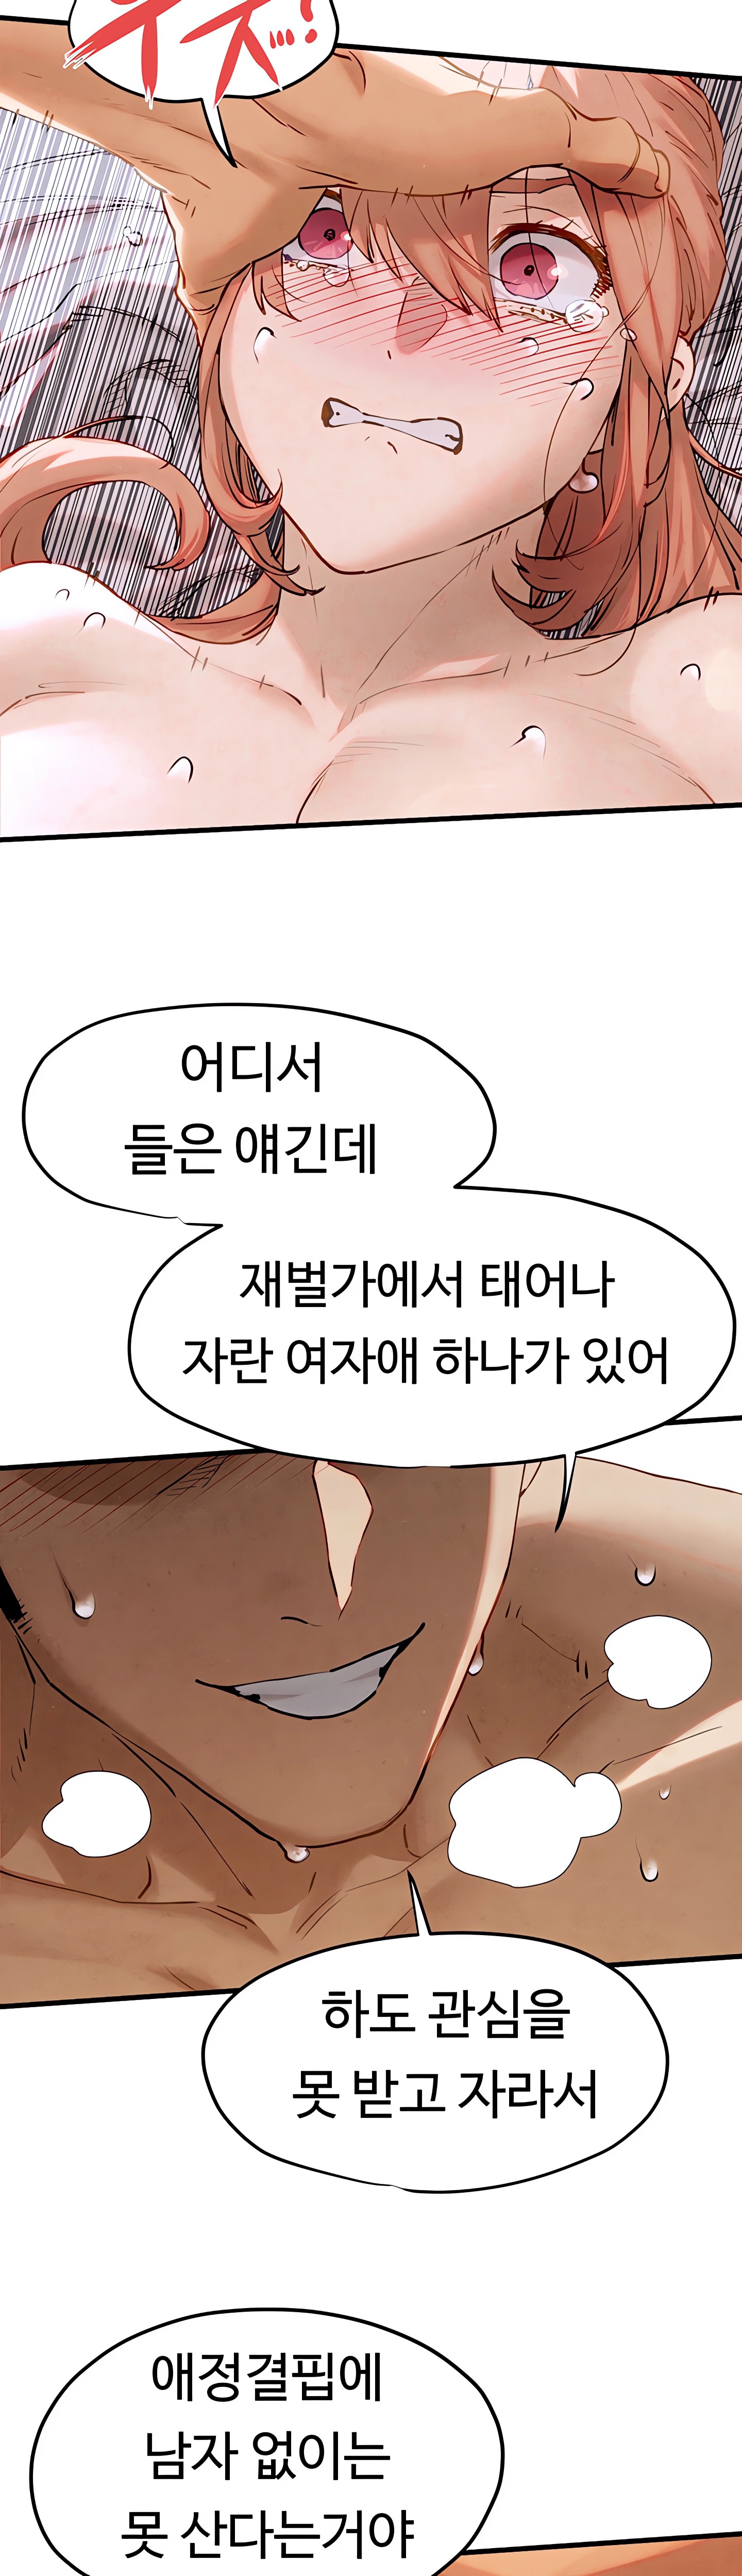 어디서
들은 얘긴데
재벌가에서 태어나
자란 여자애 하나가 있어
하도 관심을
못 받고 자라서
애정결핍에
남자 없이는
못 산다는거야